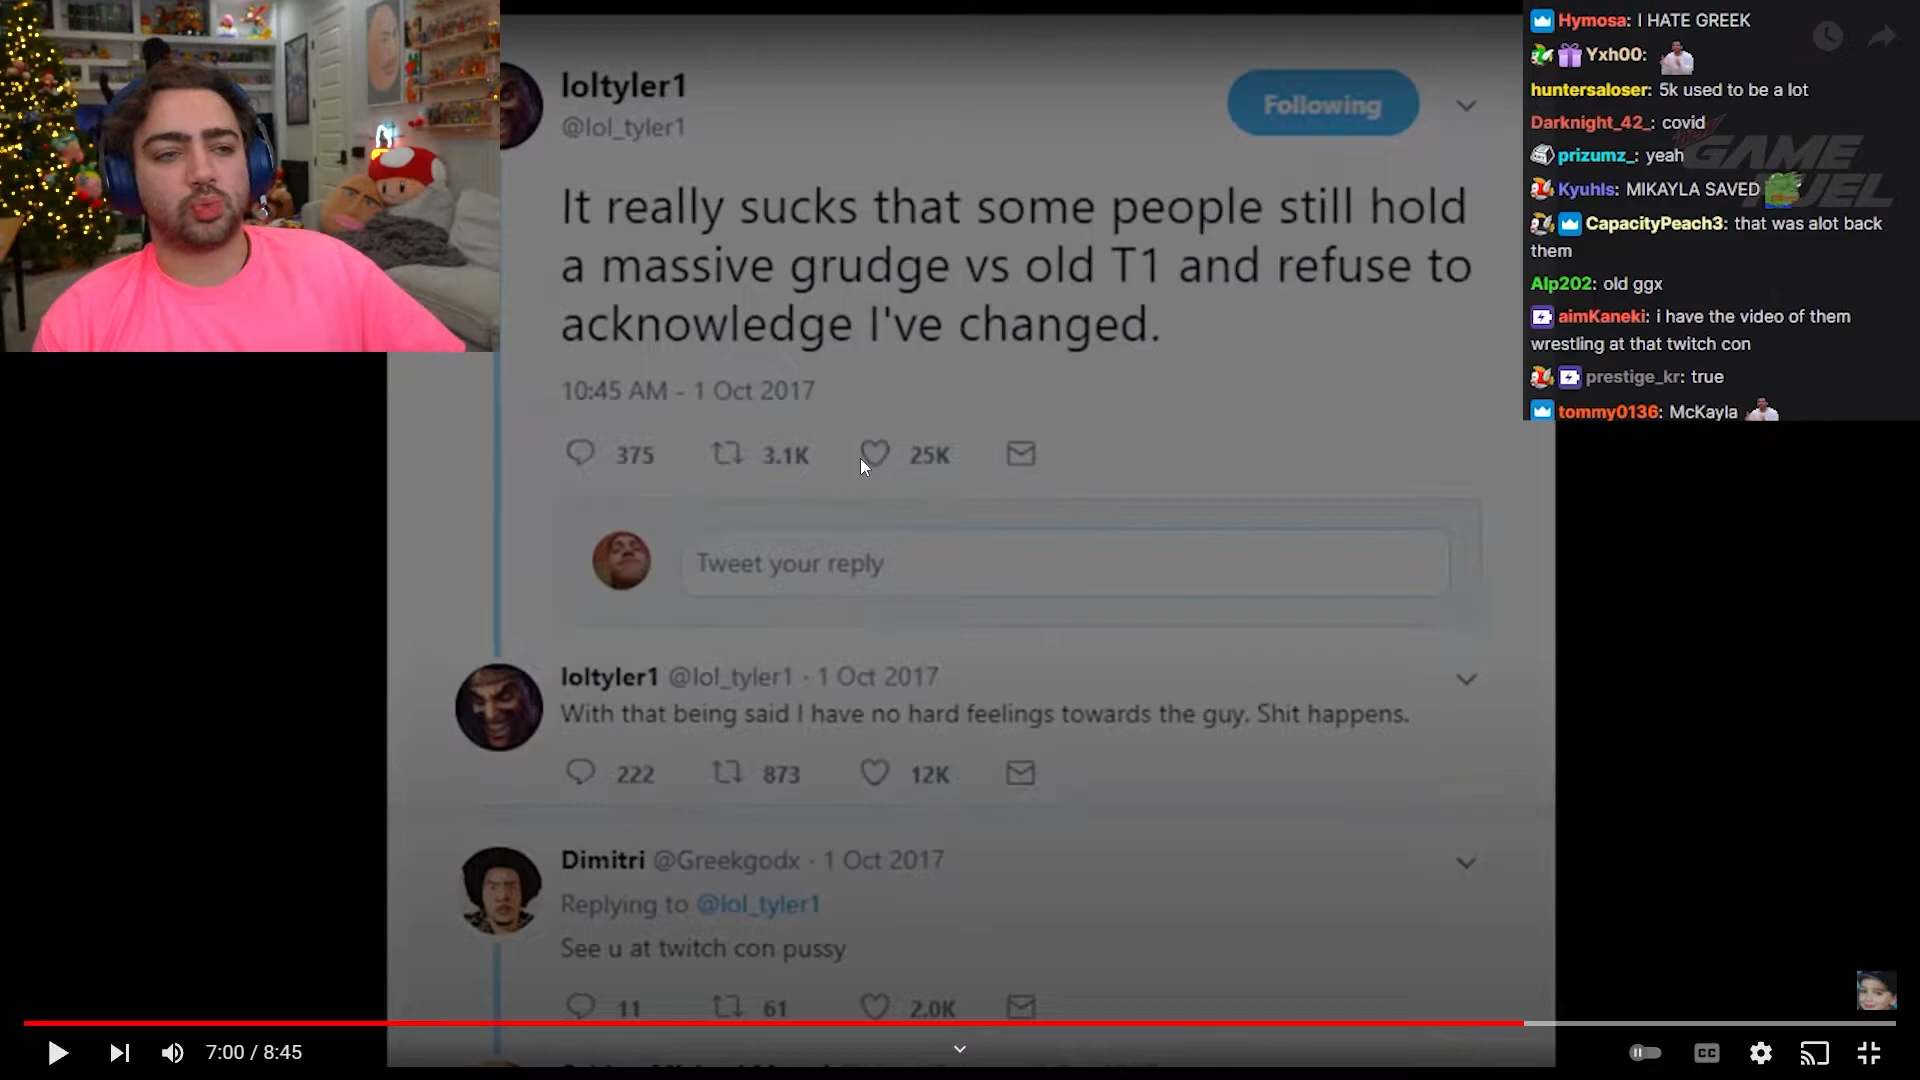 loltyler1
@lol_tyler1
Following
It really sucks that some people still hold
a massive grudge vs old T1 and refuse to
acknowledge I've changed.
10:45 AM - 1 Oct 2017
375 3.1K 25K
Tweet your reply
loltyler1 @lol_tyler1 · 1 Oct 2017
With that being said I have no hard feelings towards the guy. Shit happens.
222 873 12K
Dimitri @Greekgodx · 1 Oct 2017
Replying to @lol_tyler1
See u at twitch con pussy
11 61 2.0K
Hymosa: I HATE GREEK
Yxh00:
huntersaloser: 5k used to be a lot
Darknight_42_: covid
prizumz_: yeah
Kyuhls: MIKAYLA SAVED
CapacityPeach3: that was alot back
them
Alp202: old ggx
aimKaneki: i have the video of them
wrestling at that twitch con
prestige_kr: true
tommy0136: McKayla
GAME
FUEL
7:00 / 8:45
CC